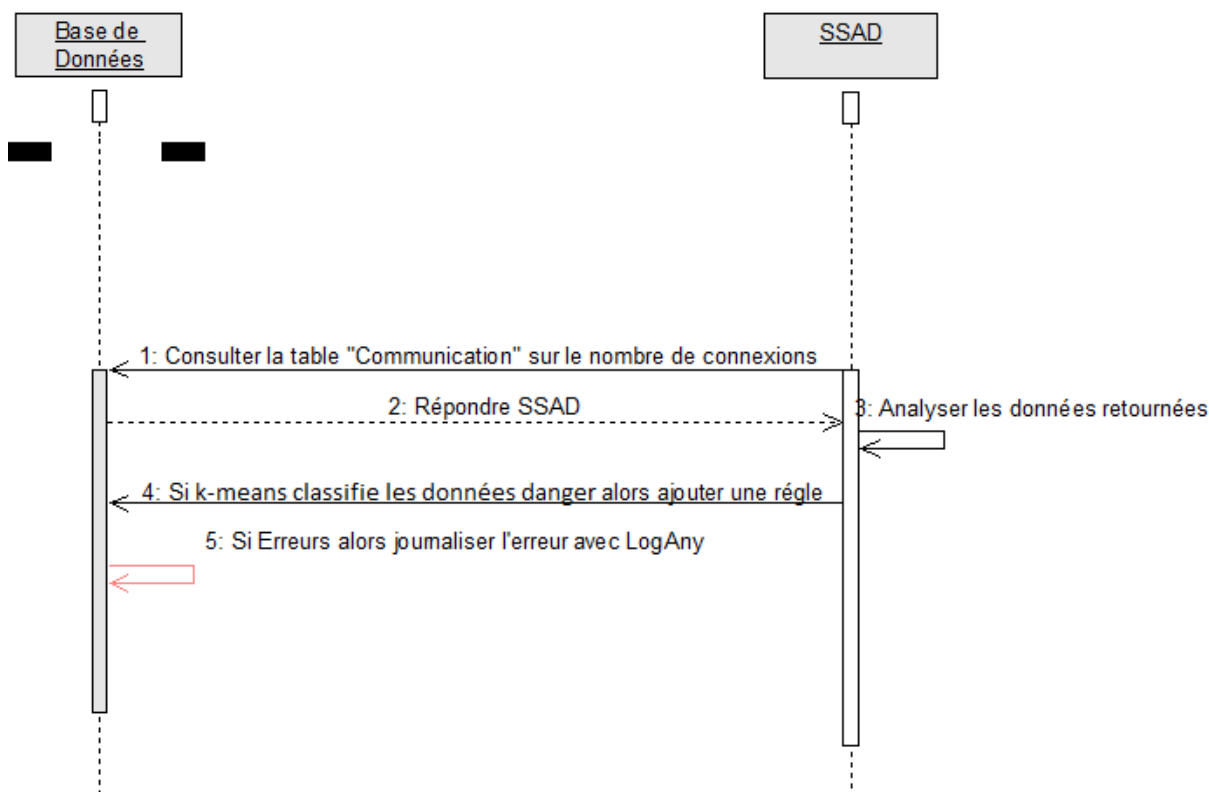 Base de
Données
SSAD
1: Consulter la table "Communication" sur le nombre de connexions
2: Répondre SSAD
3: Analyser les données retournées
4: Si k-means classifie les données danger alors ajouter une régle
5: Si Erreurs alors journaliser l'erreur avec LogAny